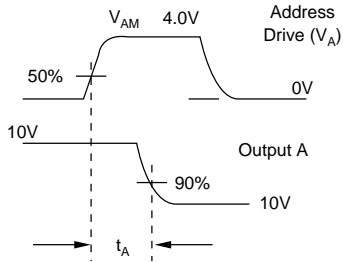 V_AM 4.0V Address
Drive (V_A)
50%
0V
10V
Output A
90%
10V
t_A